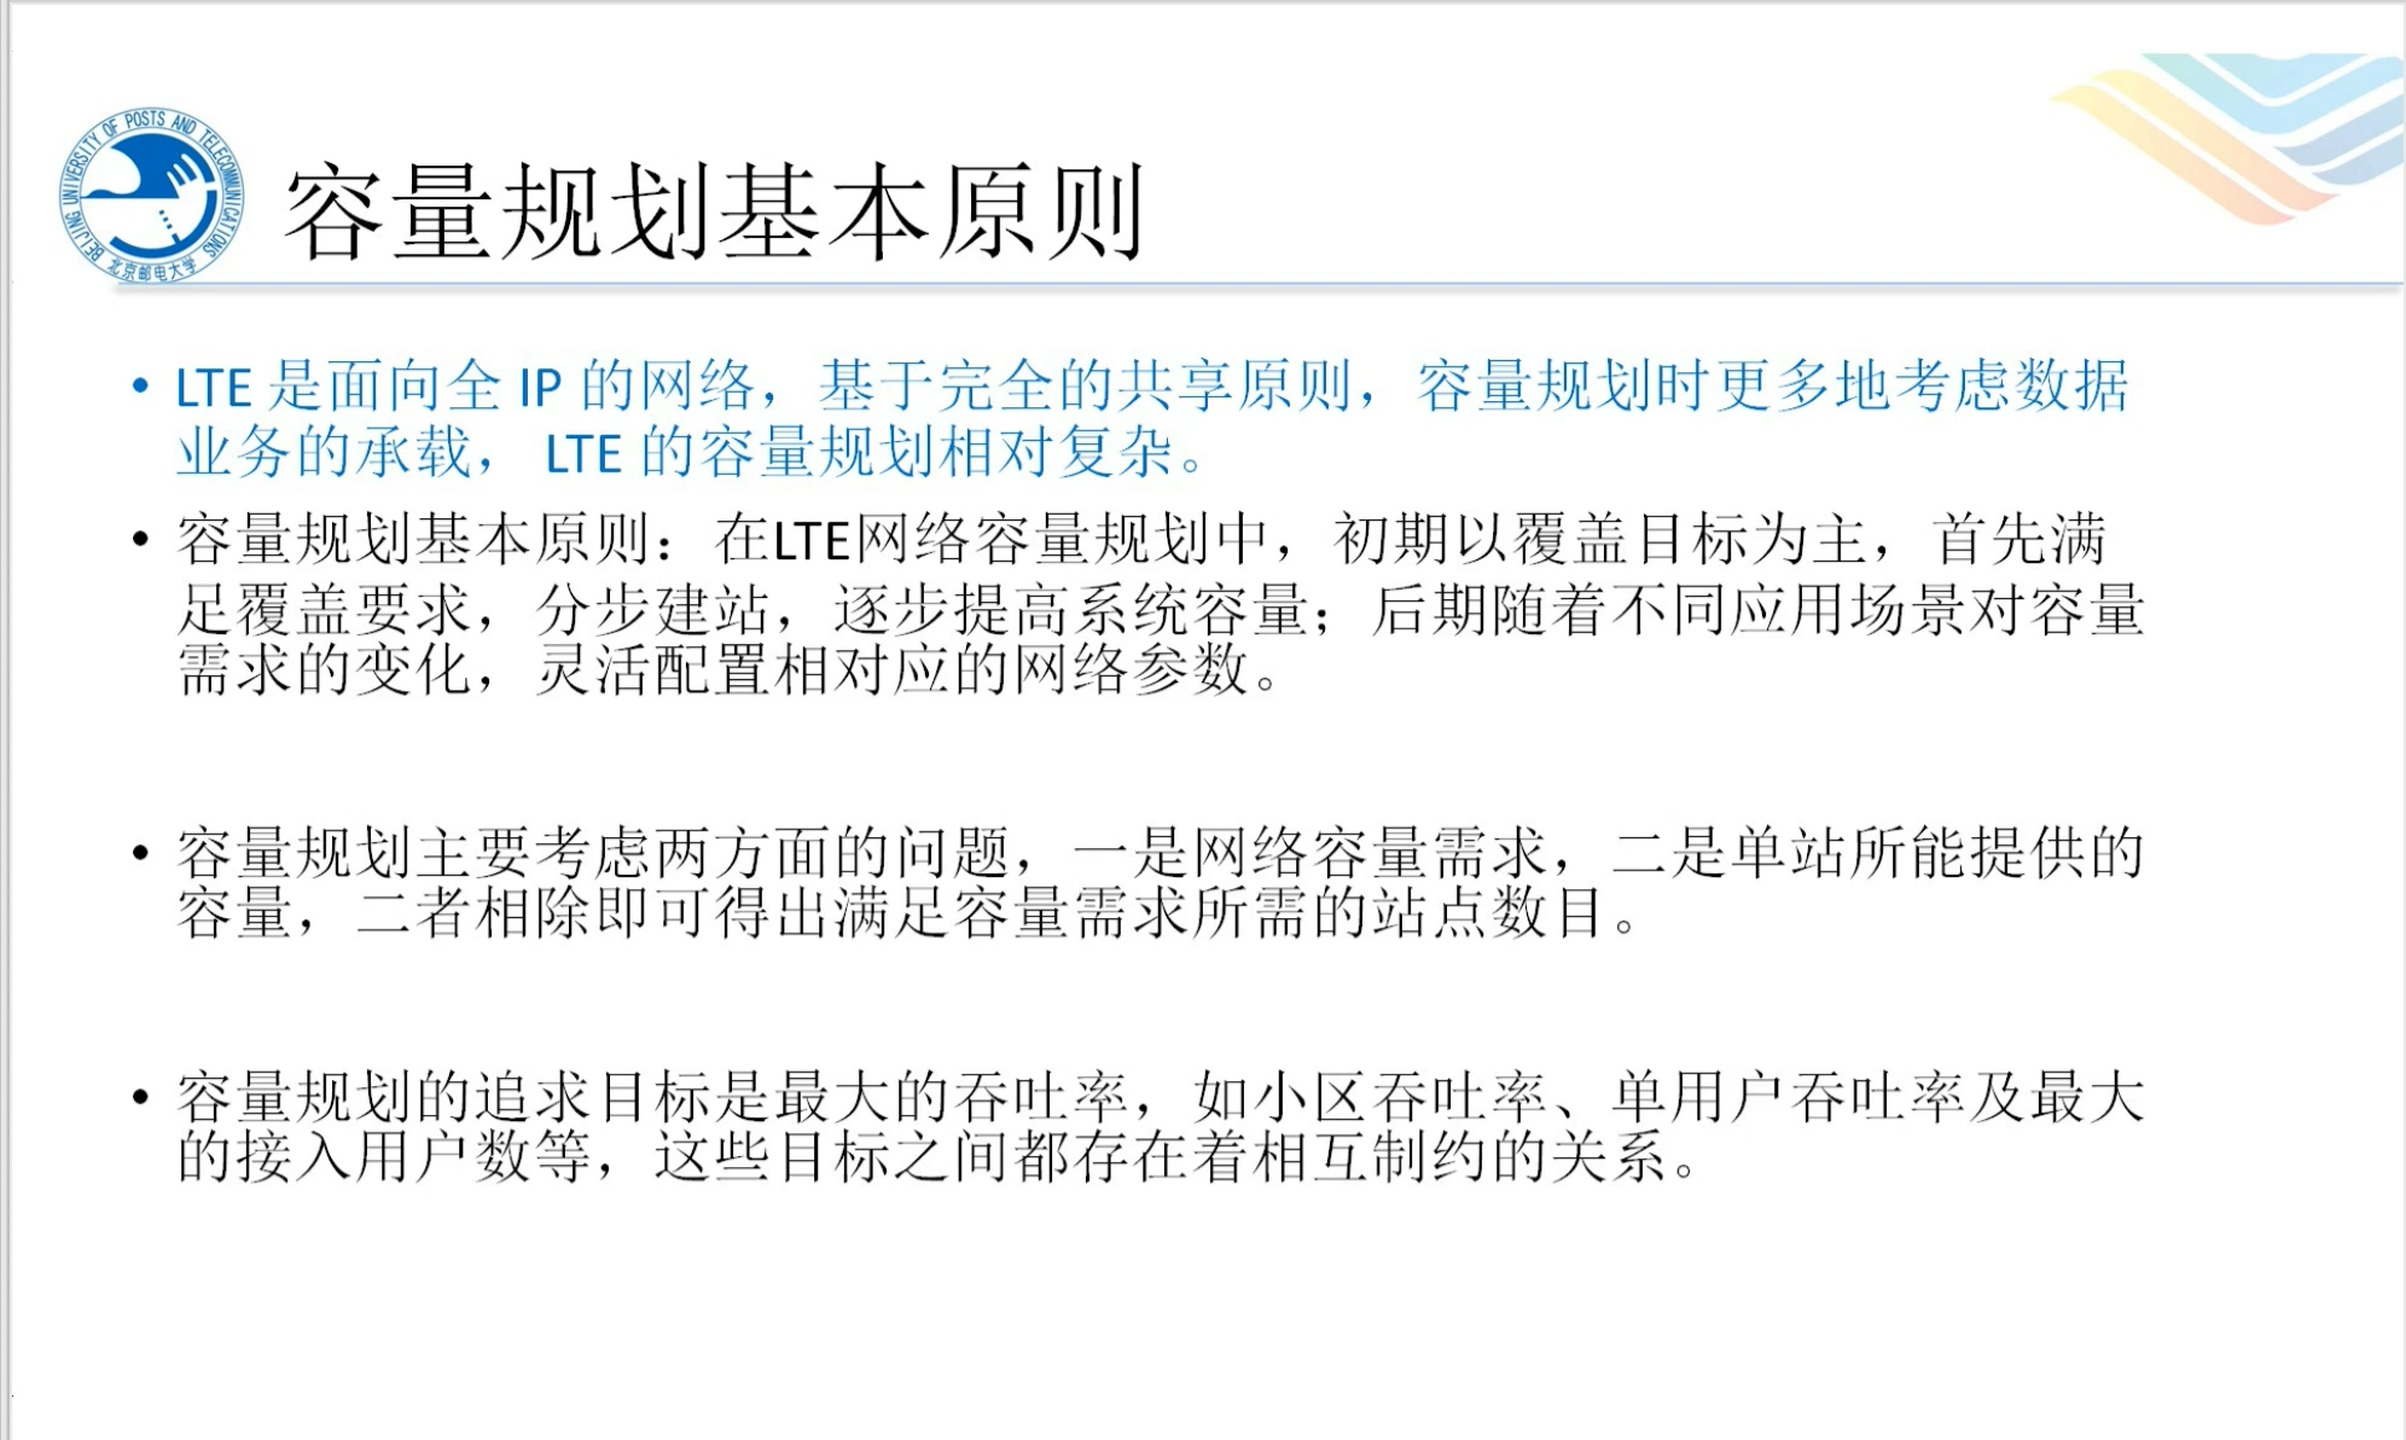 BEIJING UNIVERSITY OF POSTS AND TELECOMMUNICATIONS
北京邮电大学
容量规划基本原则
• LTE 是面向全 IP 的网络，基于完全的共享原则，容量规划时更多地考虑数据
业务的承载， LTE 的容量规划相对复杂。
• 容量规划基本原则：在LTE网络容量规划中，初期以覆盖目标为主，首先满
足覆盖要求，分步建站，逐步提高系统容量；后期随着不同应用场景对容量
需求的变化，灵活配置相对应的网络参数。
• 容量规划主要考虑两方面的问题，一是网络容量需求，二是单站所能提供的
容量，二者相除即可得出满足容量需求所需的站点数目。
• 容量规划的追求目标是最大的吞吐率，如小区吞吐率、单用户吞吐率及最大
的接入用户数等，这些目标之间都存在着相互制约的关系。